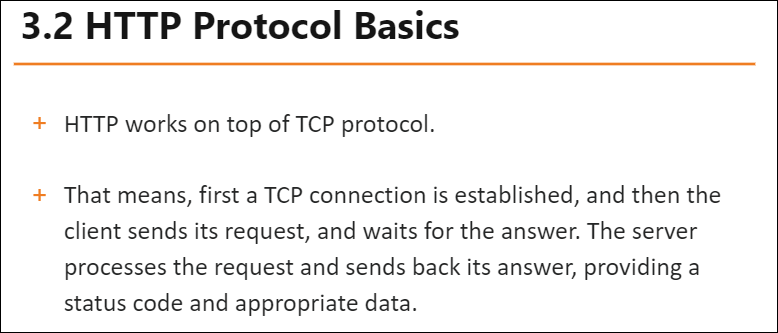 3.2 HTTP Protocol Basics
+ HTTP works on top of TCP protocol.
+ That means, first a TCP connection is established, and then the
client sends its request, and waits for the answer. The server
processes the request and sends back its answer, providing a
status code and appropriate data.